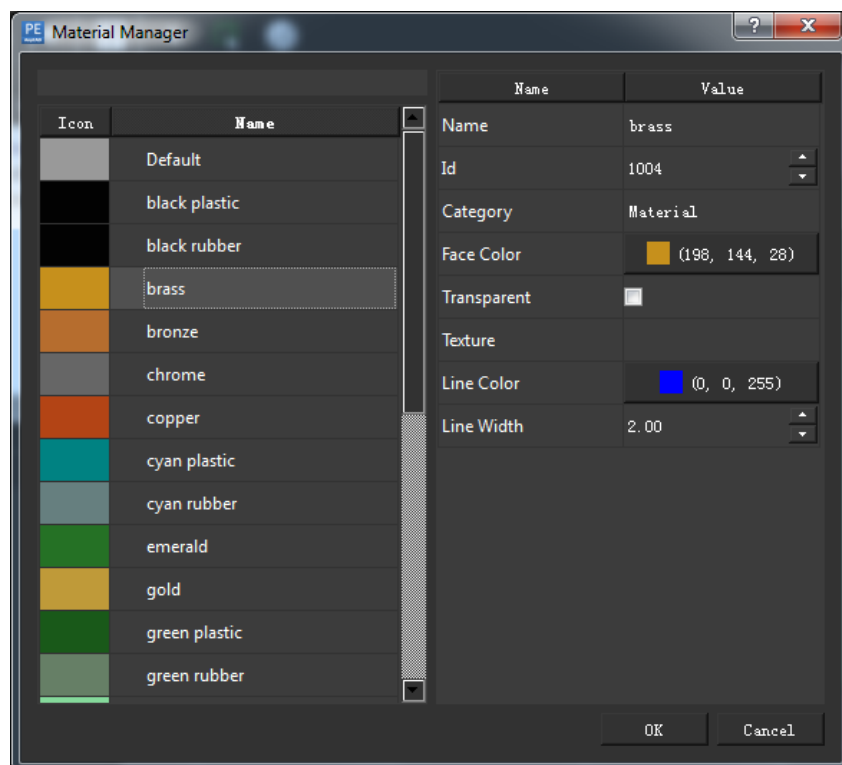 PE Material Manager ?
Name Value
Icon Name
Name brass
Default
Id 1004
black plastic
Category Material
black rubber
Face Color (198, 144, 28)
brass
Transparent
bronze
Texture
chrome
Line Color (0, 0, 255)
copper
Line Width 2.00
cyan plastic
cyan rubber
emerald
gold
green plastic
green rubber
OK Cancel